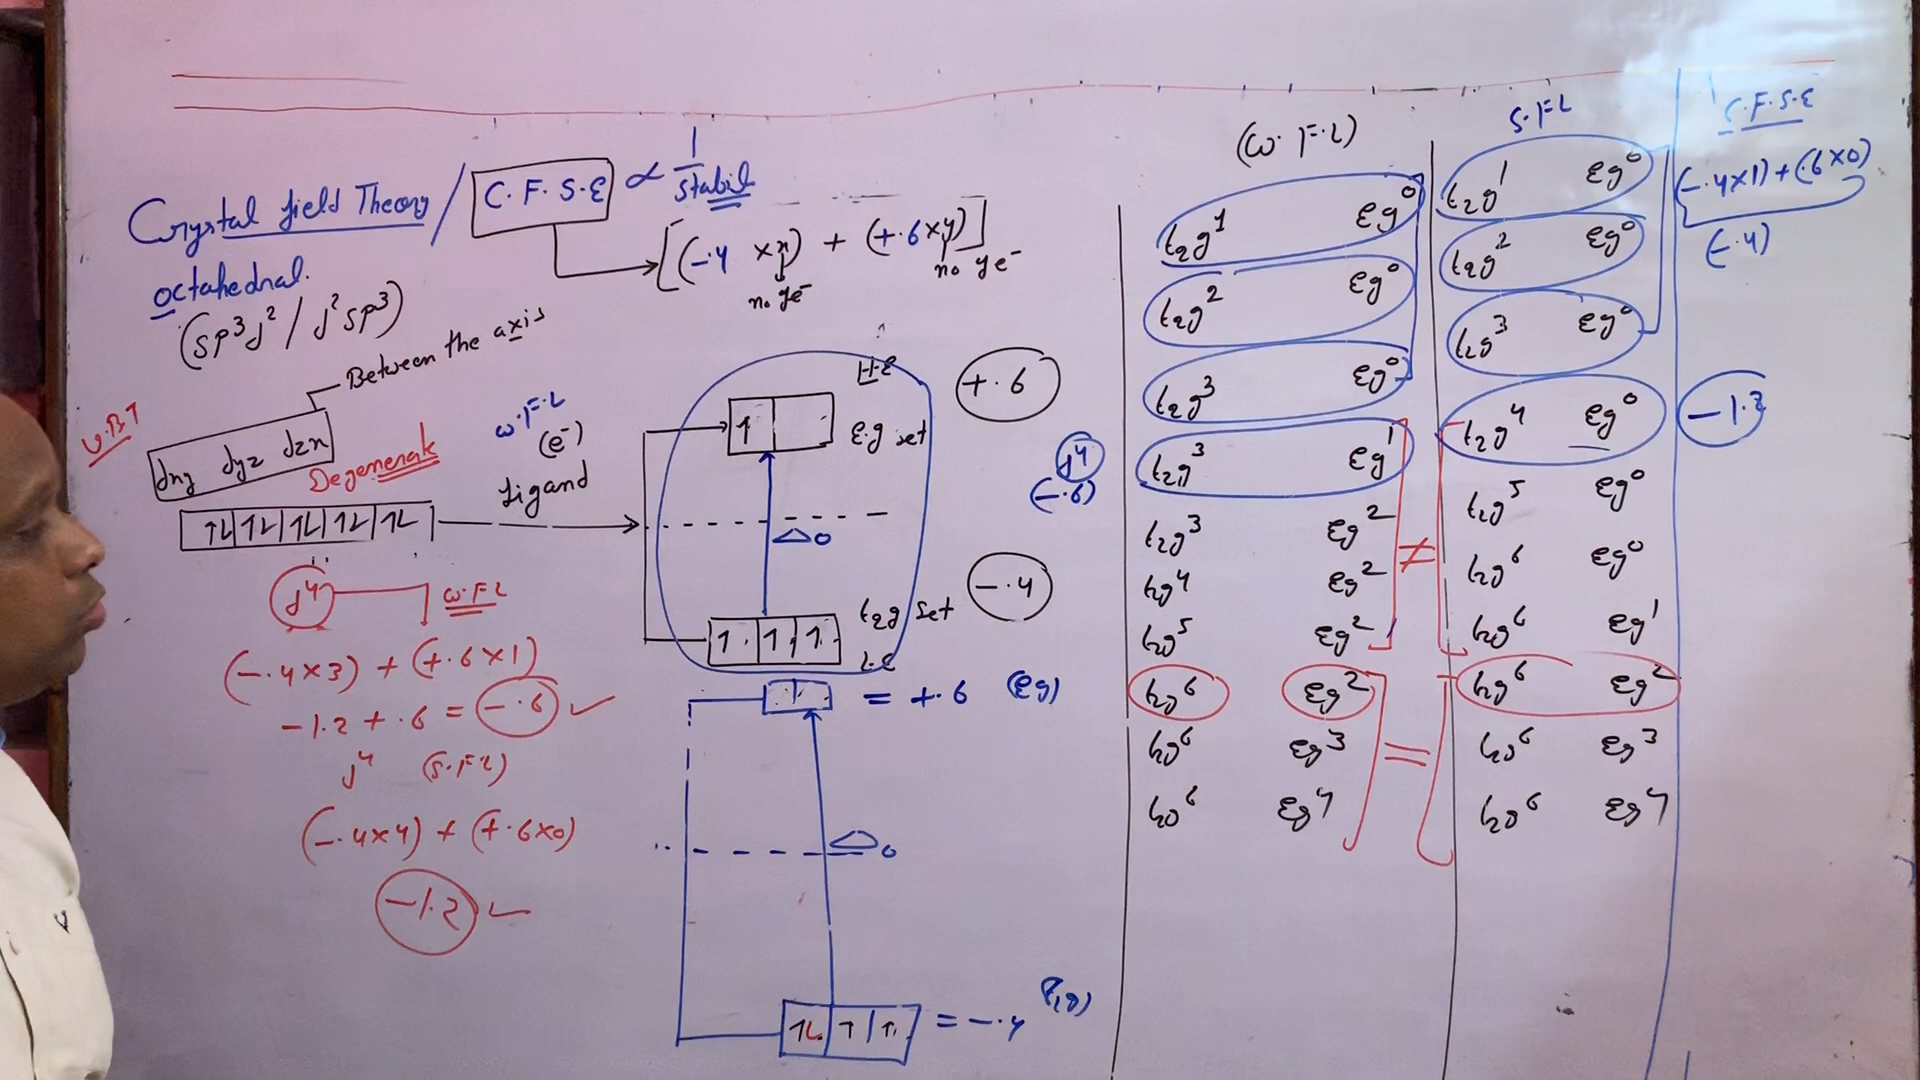 Crystal field Theory / C.F.S.E ∝ 1/stabil
[(-.4 × x) + (+.6 × y)]
no of e⁻ no of e⁻
octahedral.
(sp³d² / d²sp³)
Between the axis
V.B.T
dxy dyz dzx
Degenerate
W.F.L
(e⁻)
Ligand
↑↓ ↑↓ ↑↓ ↑↓ ↑↓
H.E
↑
Eg set
+.6
Δo
-.4
t₂g set
↑ ↑ ↑
L.E
d⁴ W.F.L
(-.4×3) + (+.6×1)
-1.2 + .6 = -.6 ✓
d⁴ (S.F.L)
(-.4×4) + (+.6×0)
-1.2 ✓
= +.6 (Eg)
Δo
↑↓ ↑ ↑ = -.4
d⁴
(-.6)
(W.F.L)
t₂g¹ Eg⁰
t₂g² Eg⁰
t₂g³ Eg⁰
t₂g³ Eg¹
t₂g³ Eg²
t₂g⁴ Eg²
t₂g⁵ Eg²
t₂g⁶ Eg²
t₂g⁶ Eg³
t₂g⁶ Eg⁴
≠
=
S.F.L
t₂g¹ Eg⁰
t₂g² Eg⁰
t₂g³ Eg⁰
t₂g⁴ Eg⁰
t₂g⁵ Eg⁰
t₂g⁶ Eg⁰
t₂g⁶ Eg¹
t₂g⁶ Eg²
t₂g⁶ Eg³
t₂g⁶ Eg⁴
C.F.S.E
(-.4×1) + (.6×0)
(-.4)